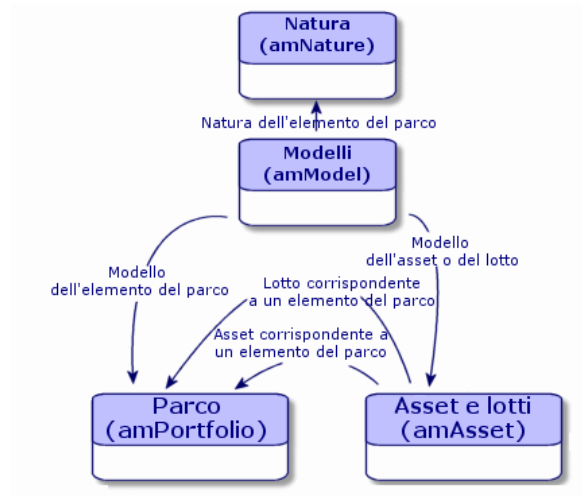 Natura
(amNature)
Natura dell'elemento del parco
Modelli
(amModel)
Modello
dell'asset o del lotto
Modello
dell'elemento del parco
Lotto corrispondente
a un elemento del parco
Asset corrispondente a
un elemento del parco
Parco
(amPortfolio)
Asset e lotti
(amAsset)